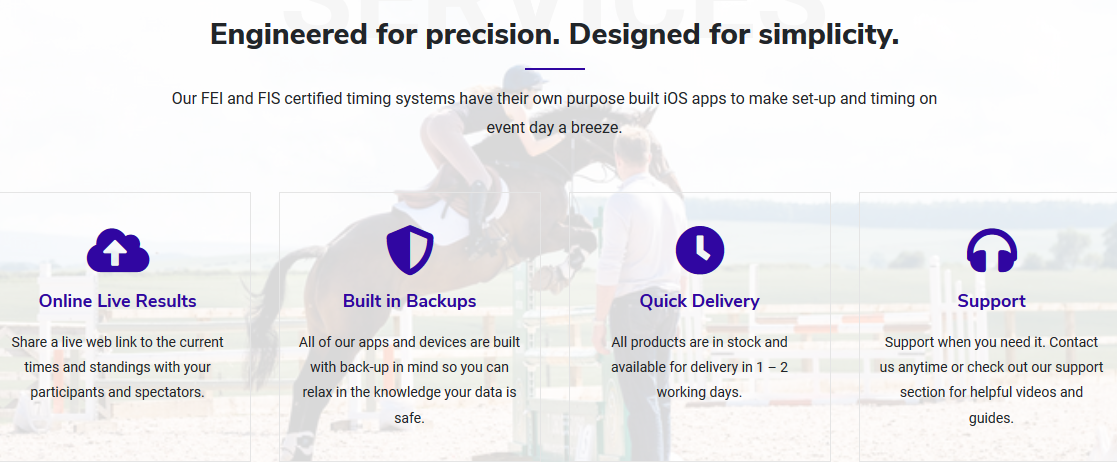 SERVICES
Engineered for precision. Designed for simplicity.
Our FEI and FIS certified timing systems have their own purpose built iOS apps to make set-up and timing on
event day a breeze.
Online Live Results
Share a live web link to the current
times and standings with your
participants and spectators.
Built in Backups
All of our apps and devices are built
with back-up in mind so you can
relax in the knowledge your data is
safe.
Quick Delivery
All products are in stock and
available for delivery in 1 – 2
working days.
Support
Support when you need it. Contact
us anytime or check out our support
section for helpful videos and
guides.